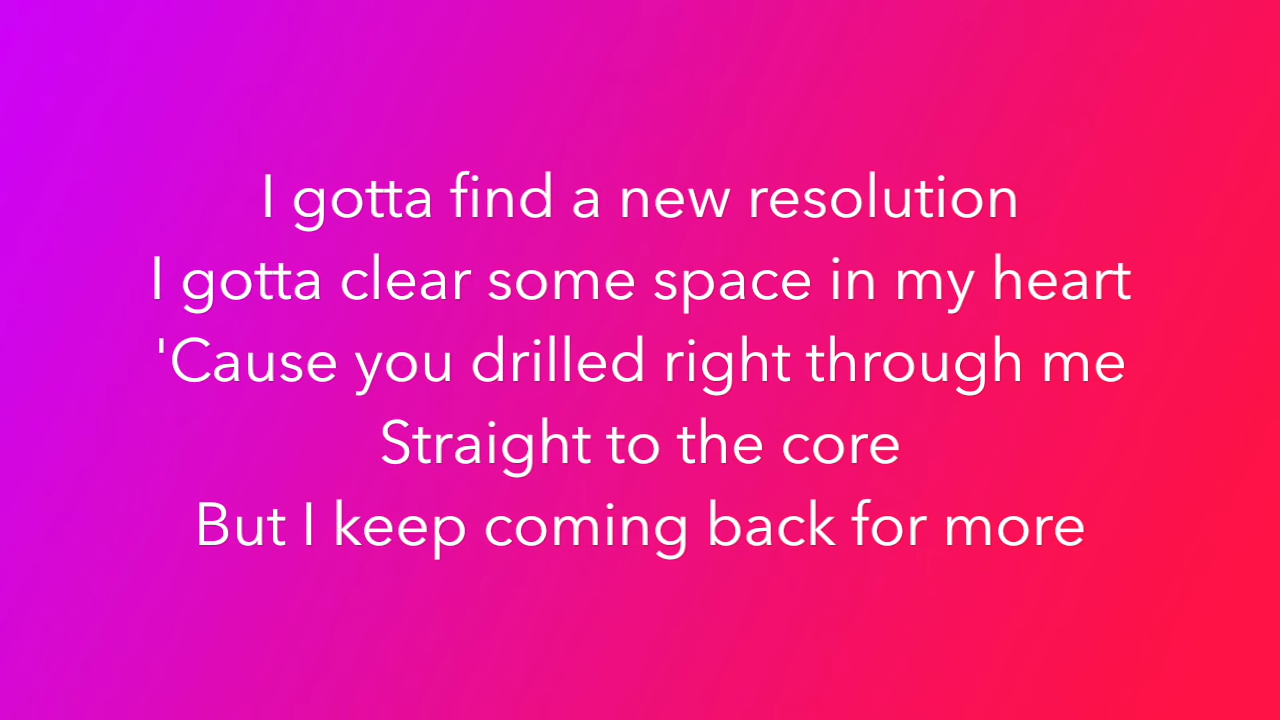 I gotta find a new resolution
I gotta clear some space in my heart
'Cause you drilled right through me
Straight to the core
But I keep coming back for more